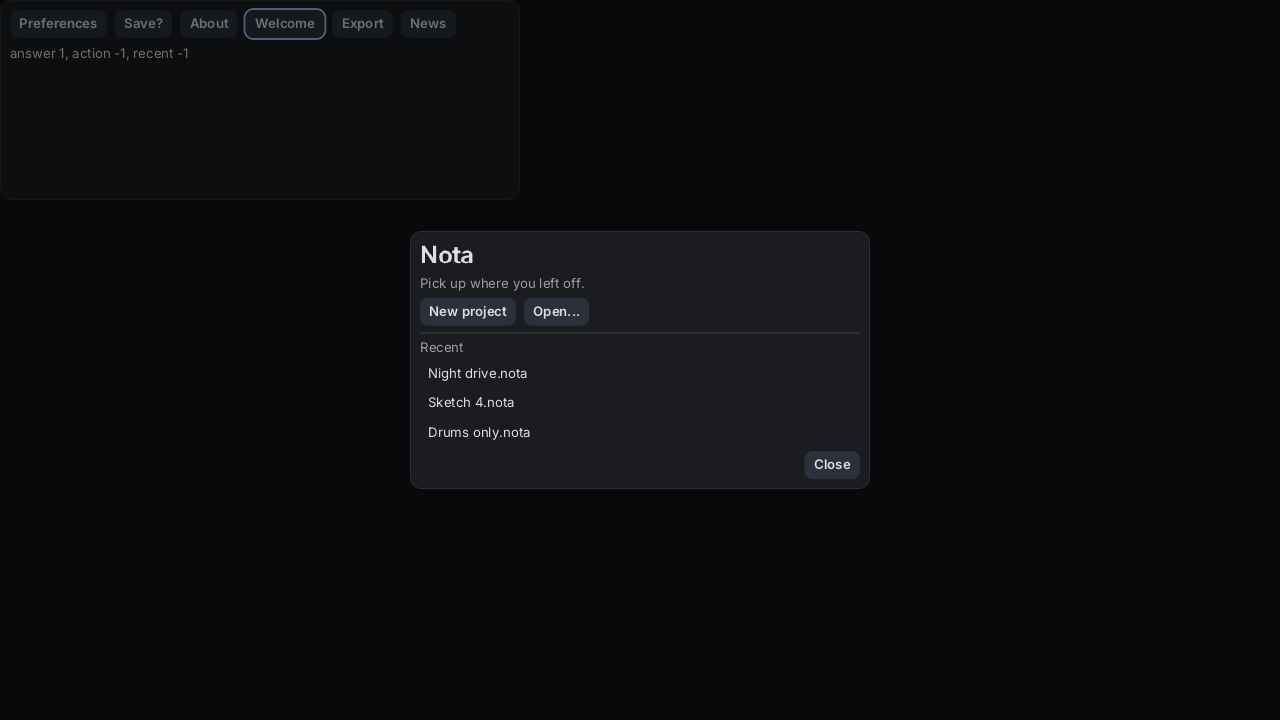 Preferences Save? About Welcome Export News
answer 1, action -1, recent -1
Nota
Pick up where you left off.
New project Open...
Recent
Night drive.nota
Sketch 4.nota
Drums only.nota
Close